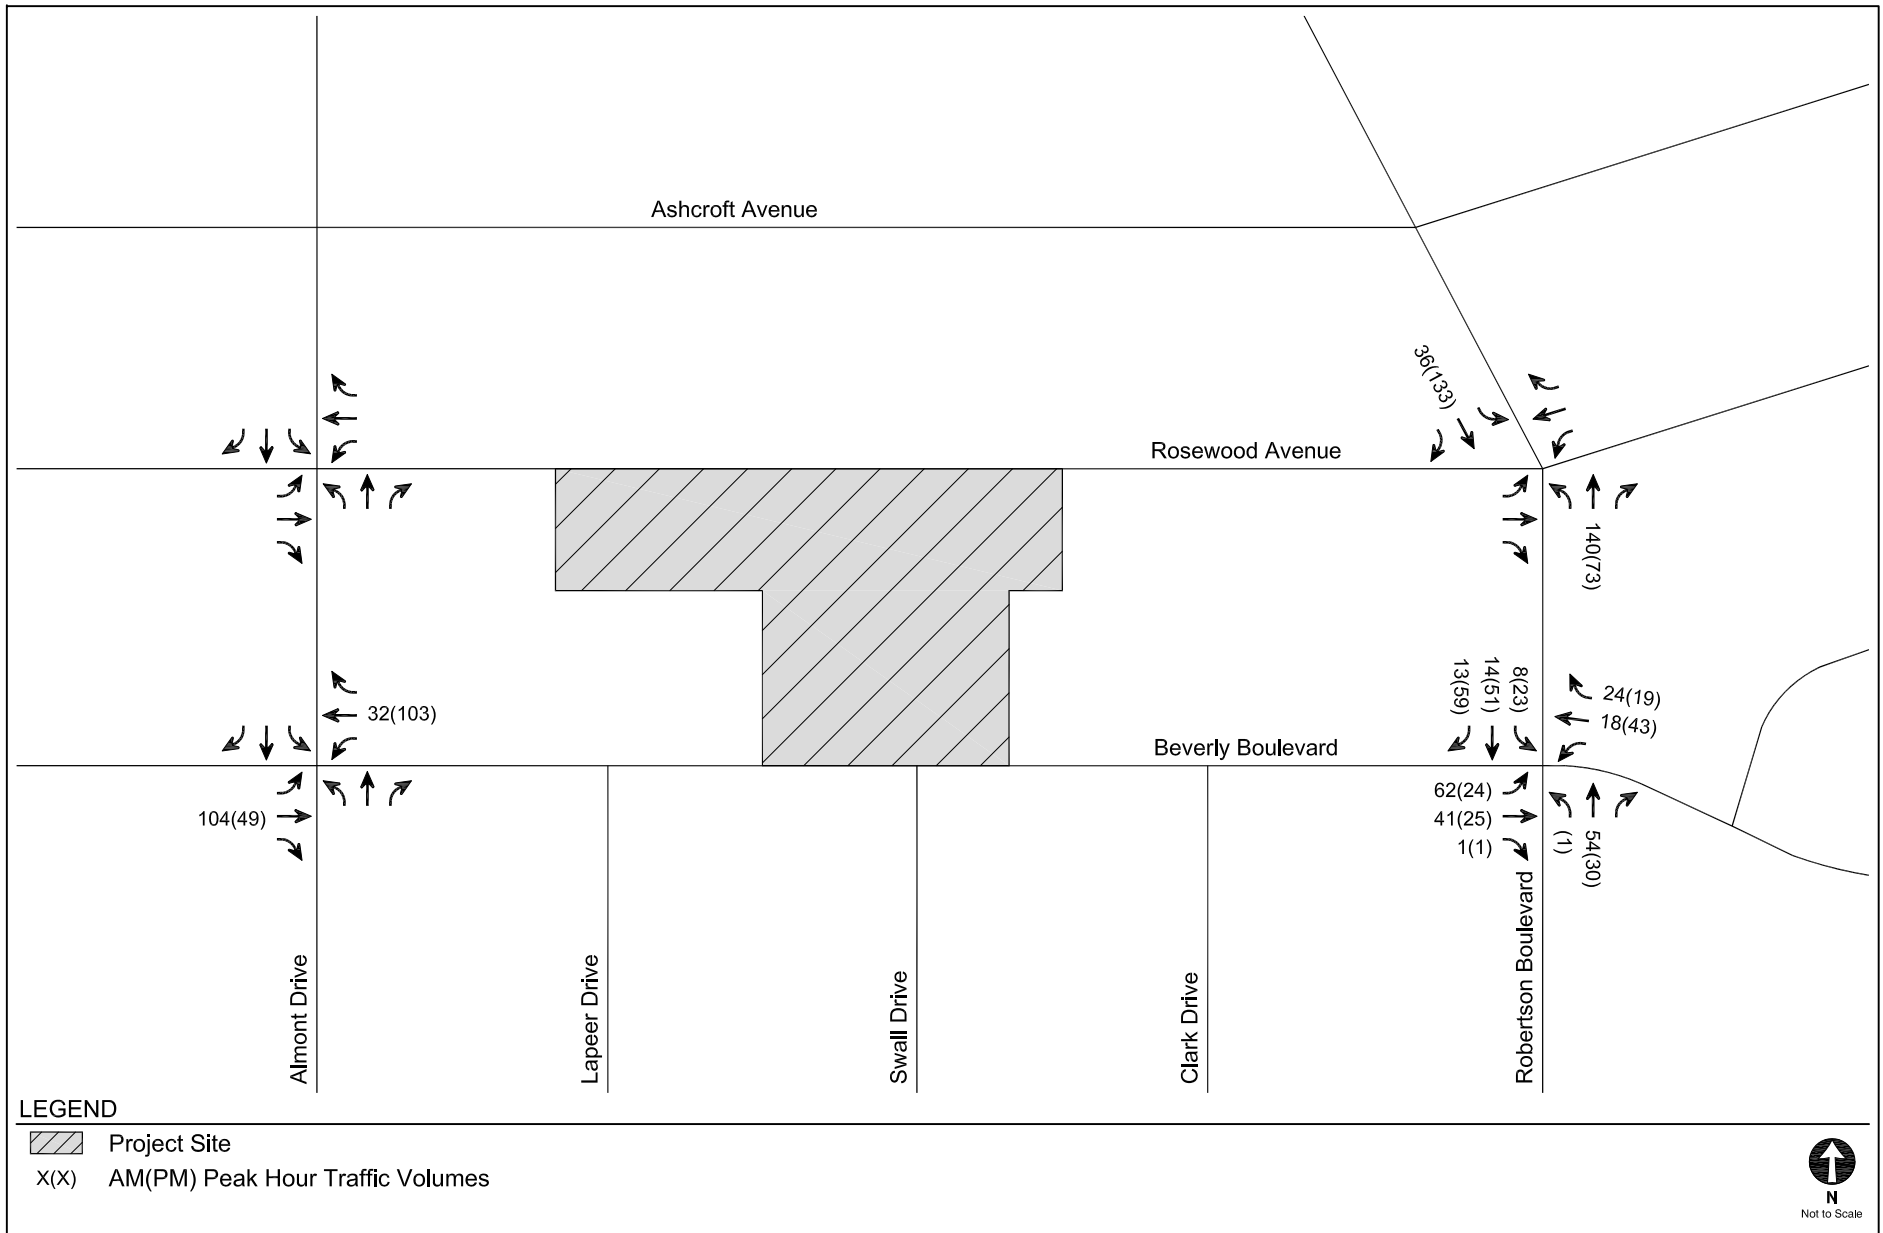 Ashcroft Avenue
36(133)
Rosewood Avenue
140(73)
13(59)
14(51)
8(23)
24(19)
18(43)
32(103)
Beverly Boulevard
104(49)
62(24)
41(25)
1(1)
(1)
54(30)
Almont Drive
Lapeer Drive
Swall Drive
Clark Drive
Robertson Boulevard
LEGEND
Project Site
X(X) AM(PM) Peak Hour Traffic Volumes
N
Not to Scale